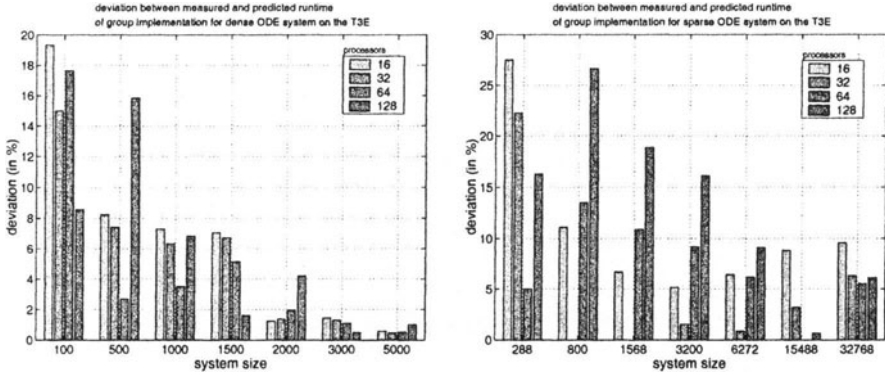 deviation between measured and predicted runtime
of group implementation for dense ODE system on the T3E
processors
16
32
64
128
deviation (in %)
20
18
16
14
12
10
8
6
4
2
0
100 500 1000 1500 2000 3000 5000
system size
deviation between measured and predicted runtime
of group implementation for sparse ODE system on the T3E
processors
16
32
64
128
deviation (in %)
30
25
20
15
10
5
0
288 800 1568 3200 6272 15488 32768
system size